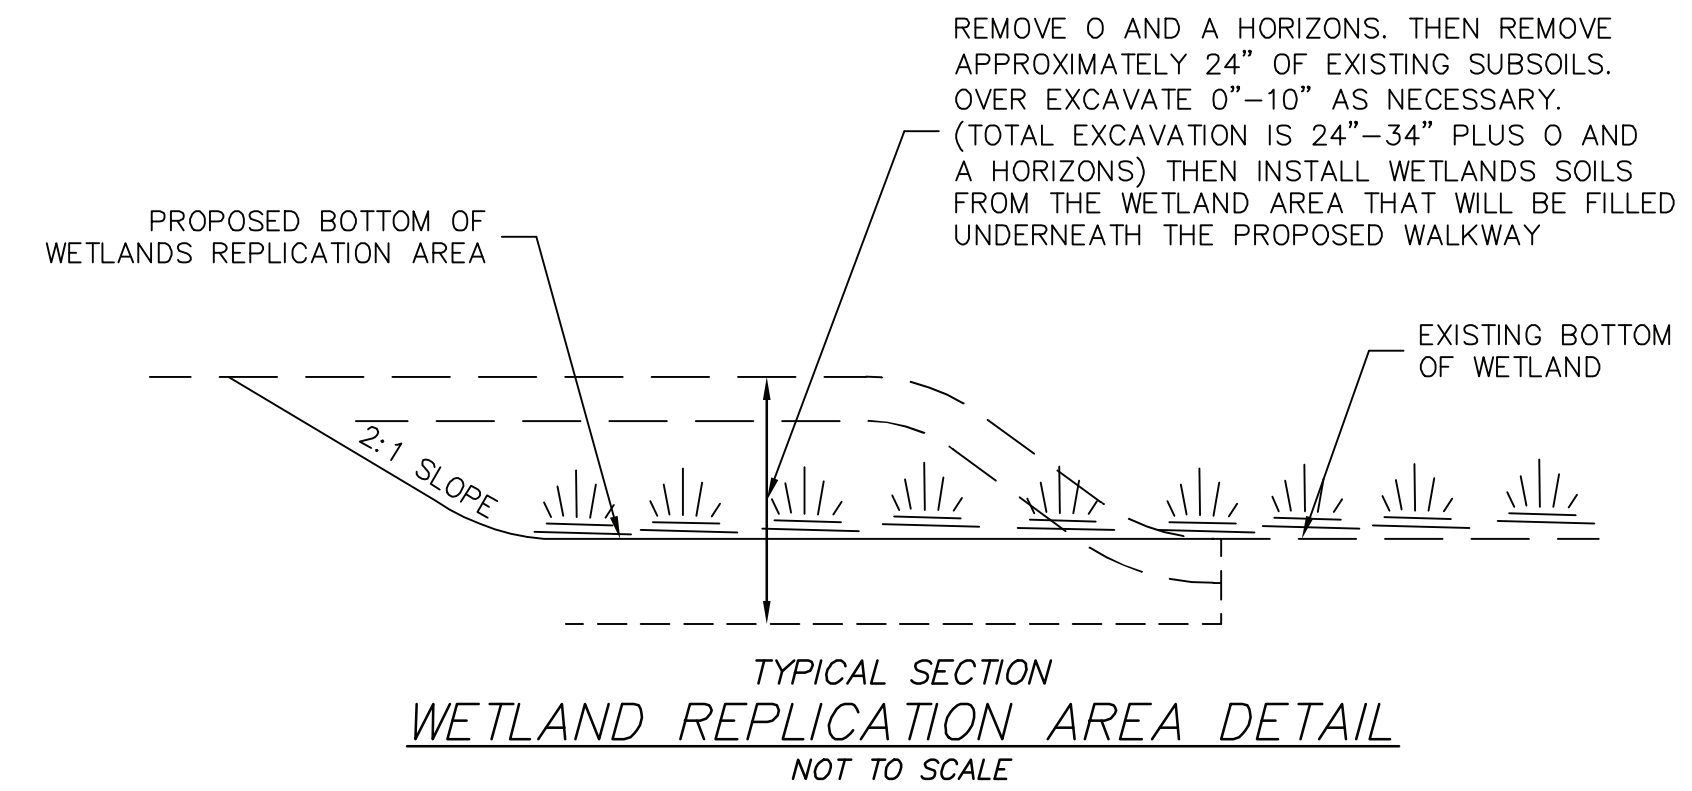 REMOVE O AND A HORIZONS. THEN REMOVE
APPROXIMATELY 24” OF EXISTING SUBSOILS.
OVER EXCAVATE 0”–10” AS NECESSARY.
(TOTAL EXCAVATION IS 24”–34” PLUS O AND
A HORIZONS) THEN INSTALL WETLANDS SOILS
FROM THE WETLAND AREA THAT WILL BE FILLED
UNDERNEATH THE PROPOSED WALKWAY
PROPOSED BOTTOM OF
WETLANDS REPLICATION AREA
EXISTING BOTTOM
OF WETLAND
2:1 SLOPE
TYPICAL SECTION
WETLAND REPLICATION AREA DETAIL
NOT TO SCALE